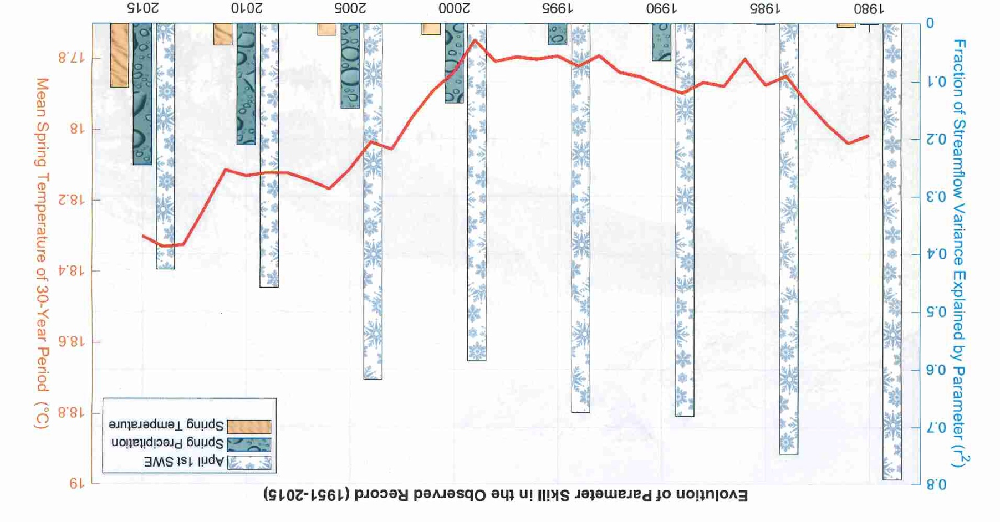 Evolution of Parameter Skill in the Observed Record (1951-2015)
Fraction of Streamflow Variance Explained by Parameter (r²)
0.8
0.7
0.6
0.5
0.4
0.3
0.2
0.1
0
April 1st SWE
Spring Precipitation
Spring Temperature
19
18.8
18.6
18.4
18.2
18
17.8
Mean Spring Temperature of 30-Year Period (°C)
1980 1985 1990 1995 2000 2005 2010 2015